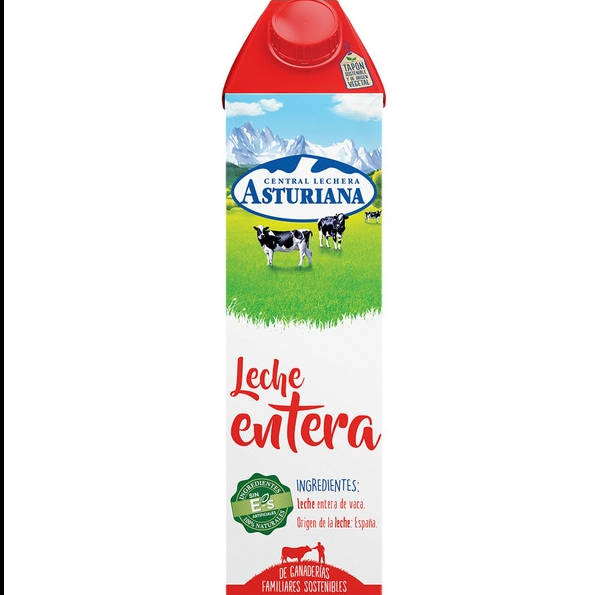 TAPÓN
SOSTENIBLE
Y DE ORIGEN
VEGETAL
CENTRAL LECHERA
ASTURIANA
Leche
entera
INGREDIENTES
SIN
E's
ARTIFICIALES
100% NATURALES
INGREDIENTES:
Leche entera de vaca.
Origen de la leche: España.
DE GANADERÍAS
FAMILIARES SOSTENIBLES